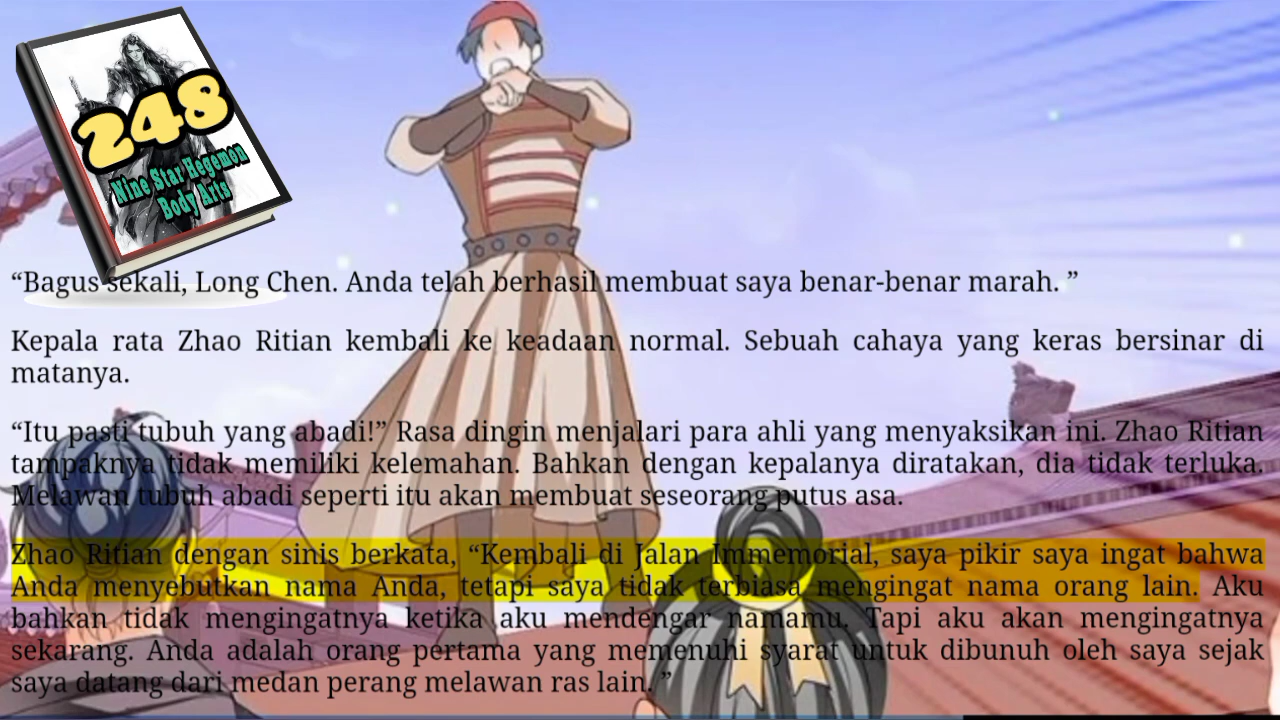 248
Nine Star Hegemon
Body Arts
“Bagus sekali, Long Chen. Anda telah berhasil membuat saya benar-benar marah. ”
Kepala rata Zhao Ritian kembali ke keadaan normal. Sebuah cahaya yang keras bersinar di
matanya.
“Itu pasti tubuh yang abadi!” Rasa dingin menjalari para ahli yang menyaksikan ini. Zhao Ritian
tampaknya tidak memiliki kelemahan. Bahkan dengan kepalanya diratakan, dia tidak terluka.
Melawan tubuh abadi seperti itu akan membuat seseorang putus asa.
Zhao Ritian dengan sinis berkata, “Kembali di Jalan Immemorial, saya pikir saya ingat bahwa
Anda menyebutkan nama Anda, tetapi saya tidak terbiasa mengingat nama orang lain. Aku
bahkan tidak mengingatnya ketika aku mendengar namamu. Tapi aku akan mengingatnya
sekarang. Anda adalah orang pertama yang memenuhi syarat untuk dibunuh oleh saya sejak
saya datang dari medan perang melawan ras lain. ”